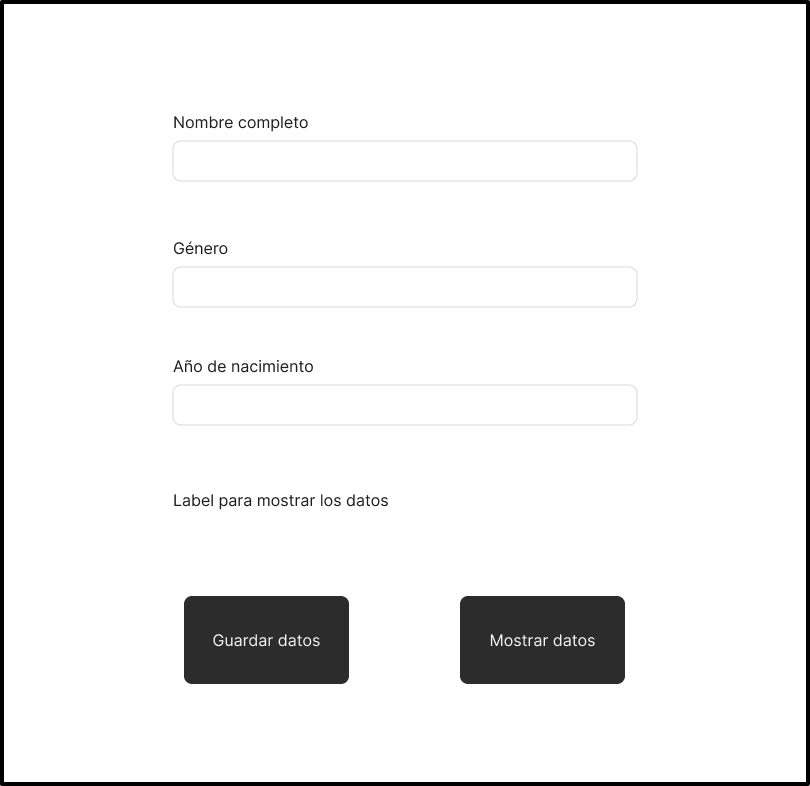 Nombre completo
Género
Año de nacimiento
Label para mostrar los datos
Guardar datos
Mostrar datos